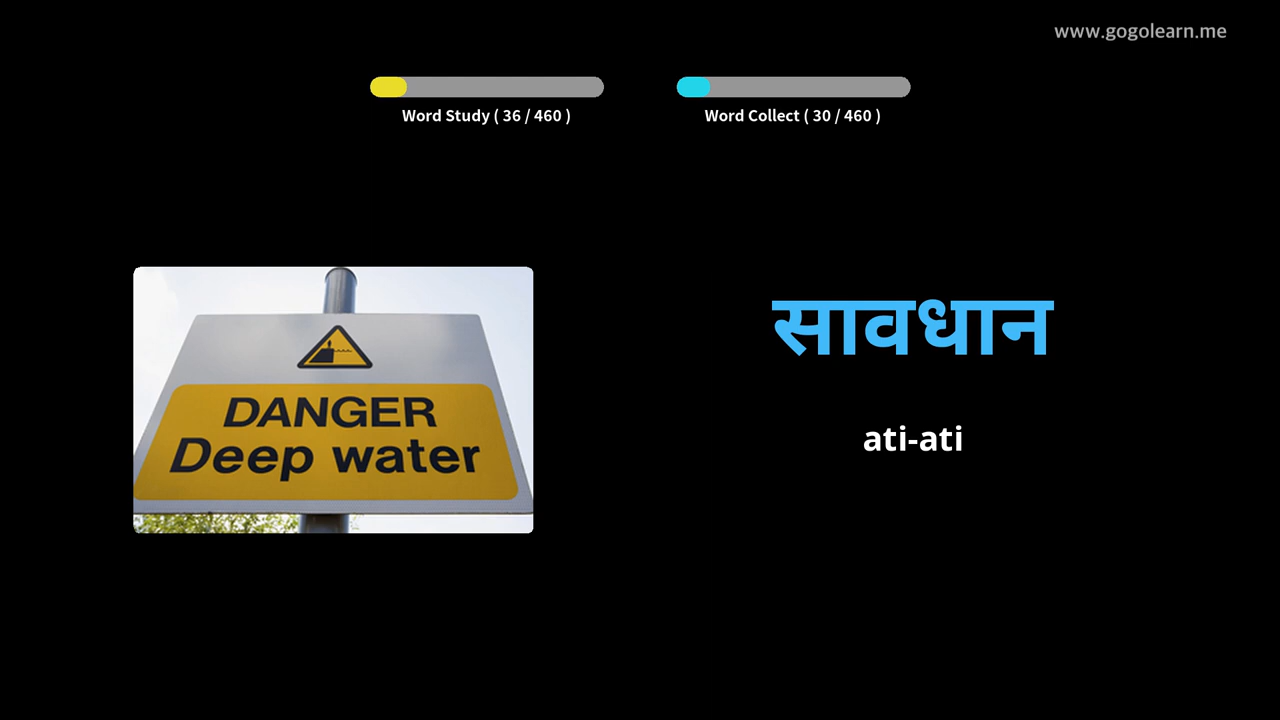 www.gogolearn.me
Word Study ( 36 / 460 )
Word Collect ( 30 / 460 )
DANGER
Deep water
सावधान
ati-ati